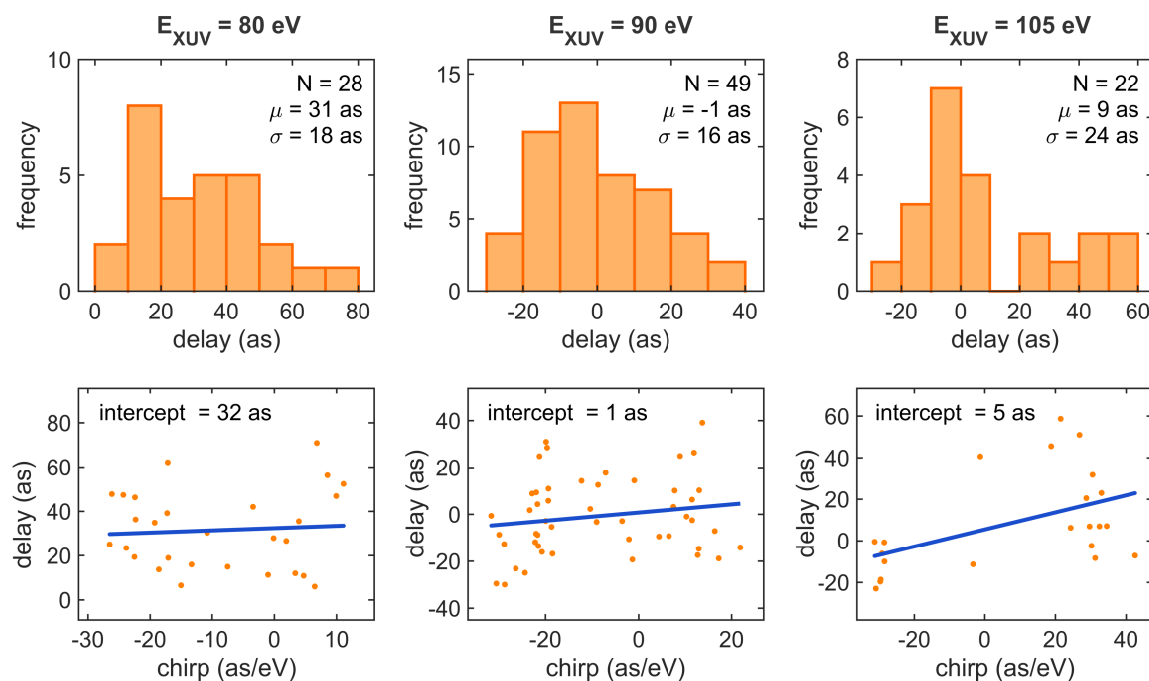 E_XUV = 80 eV
E_XUV = 90 eV
E_XUV = 105 eV
10
5
0
frequency
N = 28
μ = 31 as
σ = 18 as
0 20 40 60 80
delay (as)
15
10
5
0
frequency
N = 49
μ = -1 as
σ = 16 as
-20 0 20 40
delay (as)
8
6
4
2
0
frequency
N = 22
μ = 9 as
σ = 24 as
-20 0 20 40 60
delay (as)
80
60
40
20
0
delay (as)
intercept = 32 as
-30 -20 -10 0 10
chirp (as/eV)
40
20
0
-20
-40
delay (as)
intercept = 1 as
-20 0 20
chirp (as/eV)
60
40
20
0
-20
delay (as)
intercept = 5 as
-20 0 20 40
chirp (as/eV)